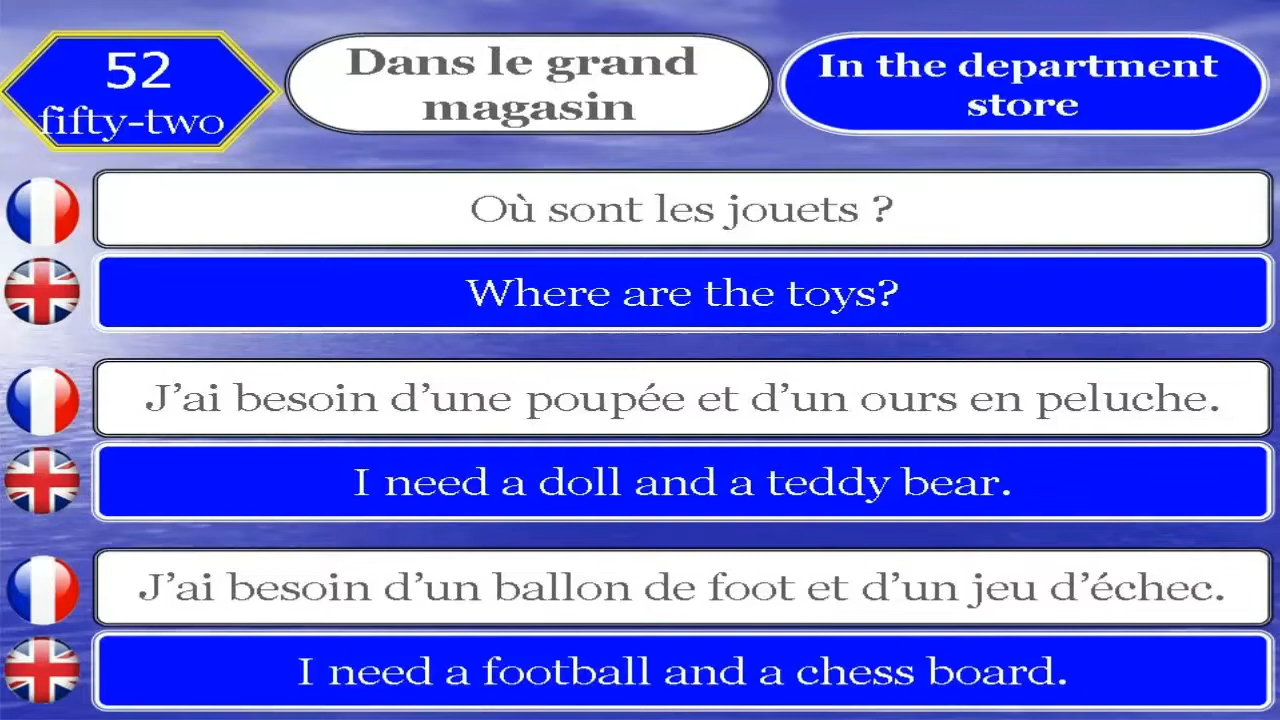 52
fifty-two
Dans le grand
magasin
In the department
store
Où sont les jouets ?
Where are the toys?
J’ai besoin d’une poupée et d’un ours en peluche.
I need a doll and a teddy bear.
J’ai besoin d’un ballon de foot et d’un jeu d’échec.
I need a football and a chess board.